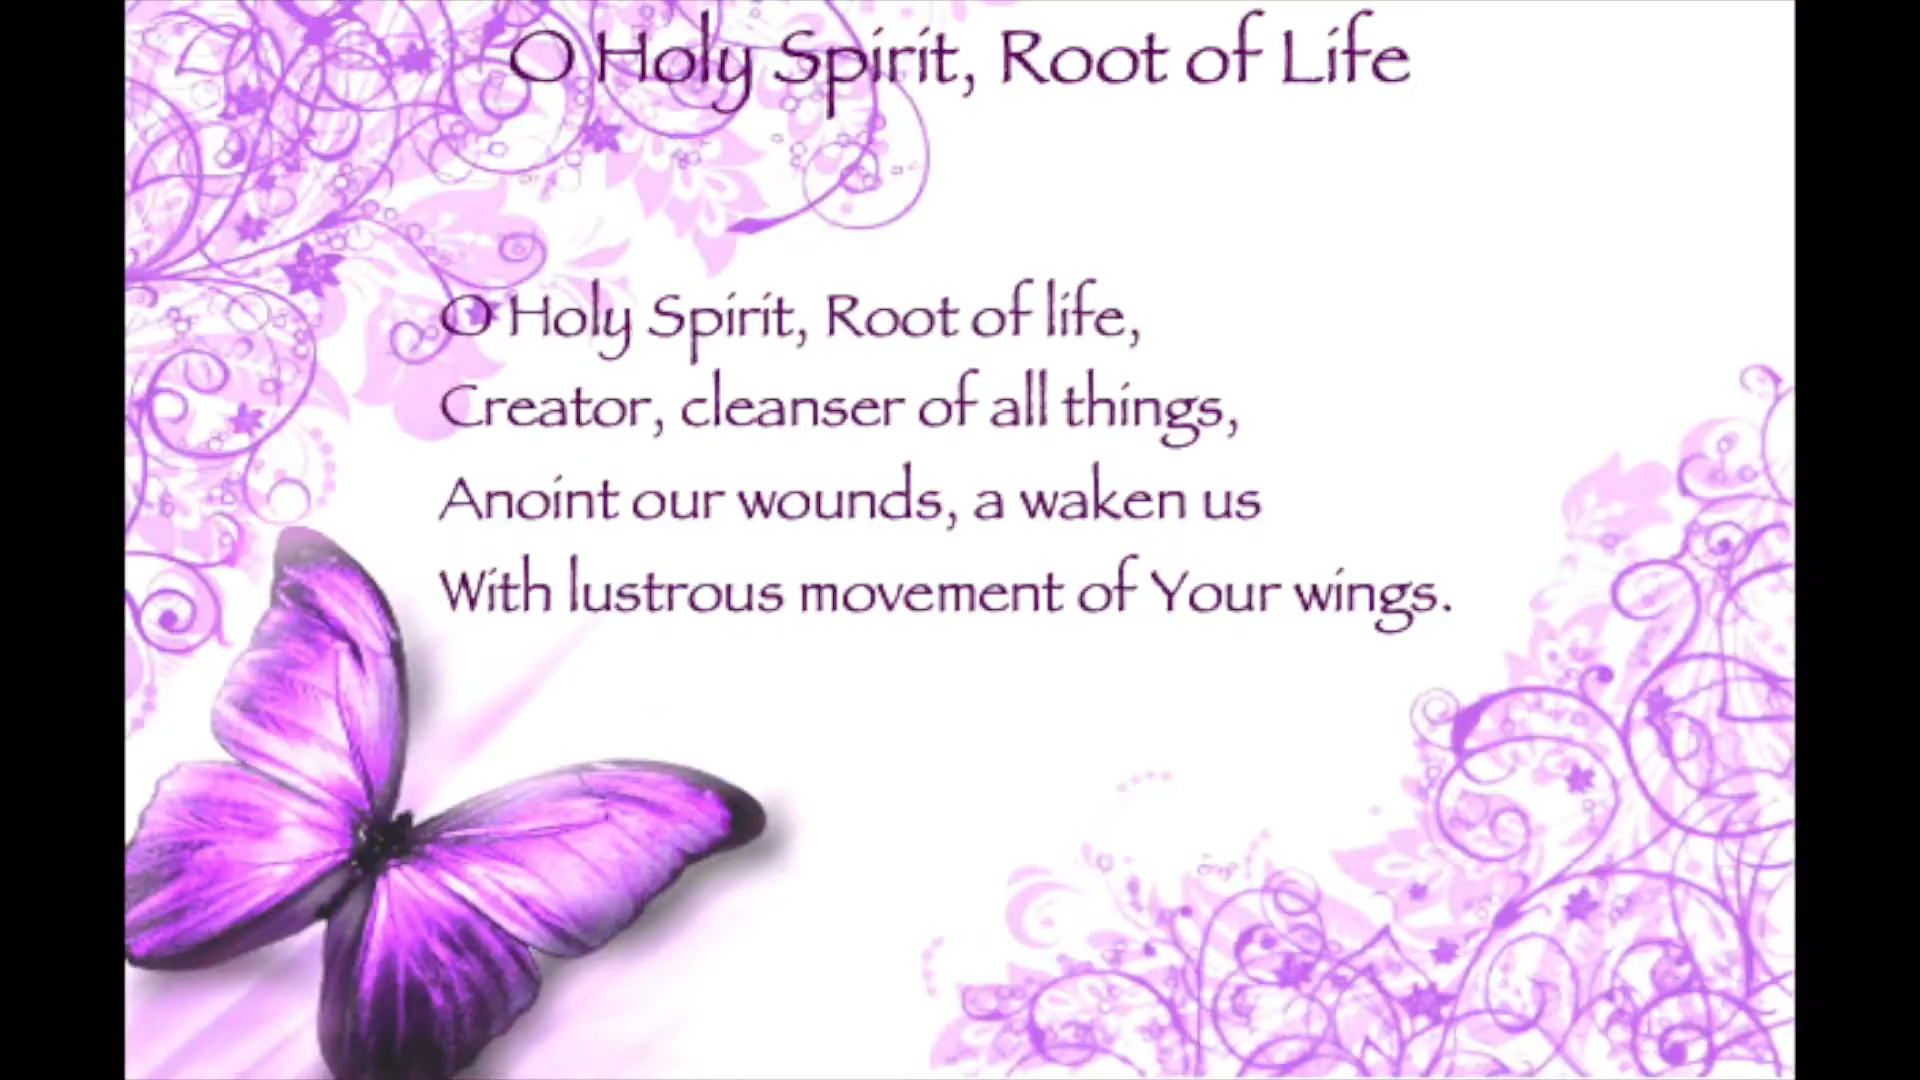 O Holy Spirit, Root of Life
O Holy Spirit, Root of life,
Creator, cleanser of all things,
Anoint our wounds, a waken us
With lustrous movement of Your wings.